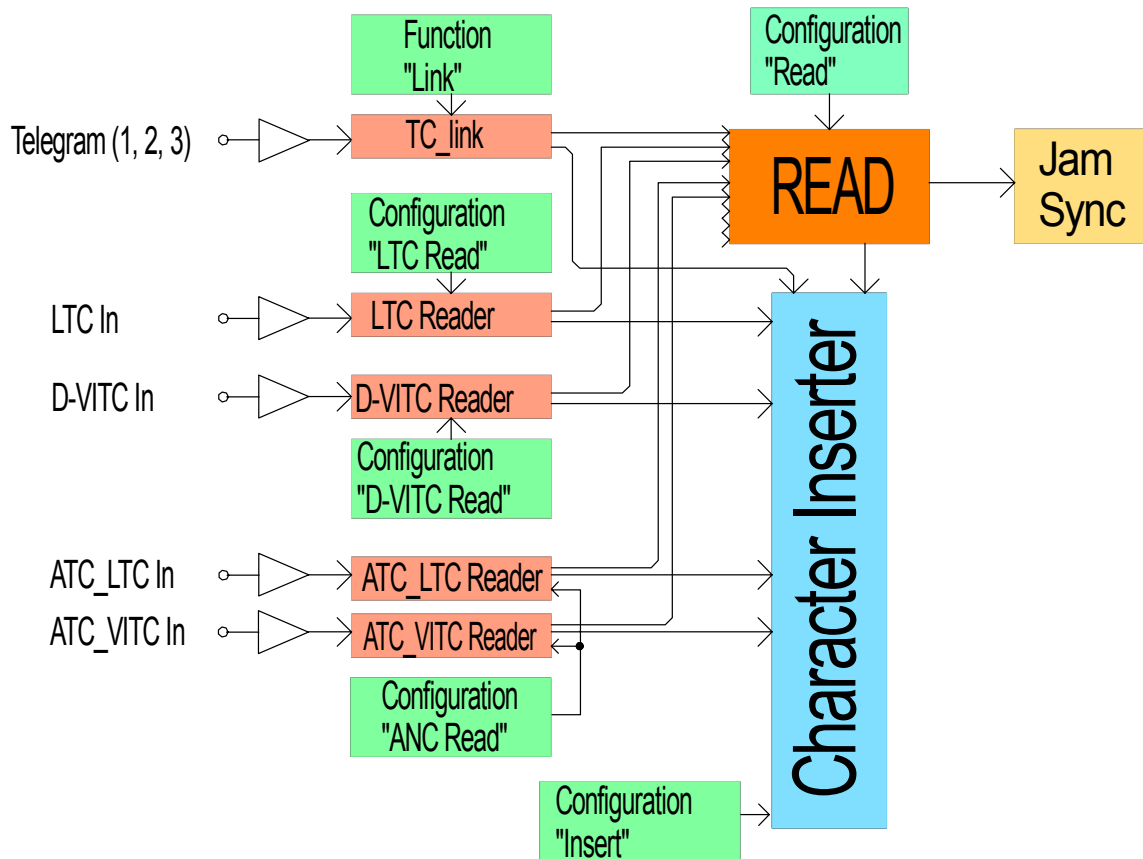 Function
"Link"
Configuration
"Read"
Telegram (1, 2, 3)
TC_link
READ
Jam
Sync
Configuration
"LTC Read"
LTC In
LTC Reader
D-VITC In
D-VITC Reader
Configuration
"D-VITC Read"
Character Inserter
ATC_LTC In
ATC_LTC Reader
ATC_VITC In
ATC_VITC Reader
Configuration
"ANC Read"
Configuration
"Insert"